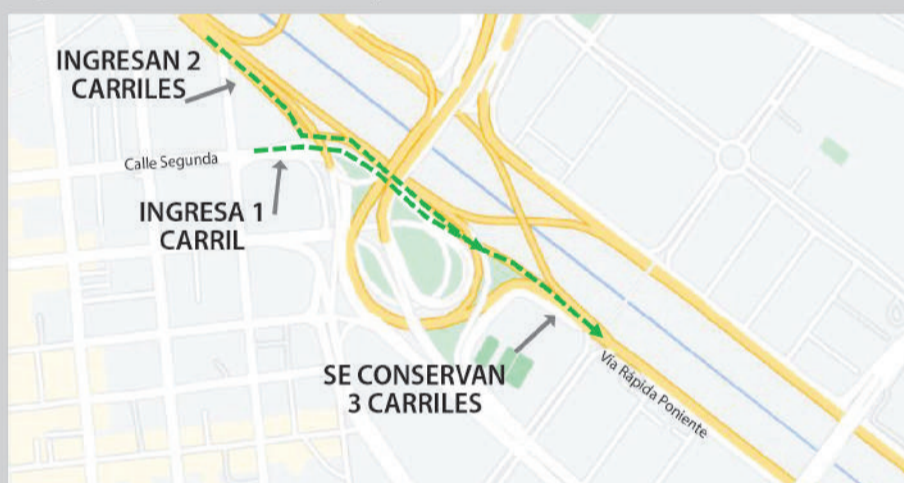 INGRESAN 2
CARRILES
Calle Segunda
INGRESA 1
CARRIL
SE CONSERVAN
3 CARRILES
Vía Rápida Poniente